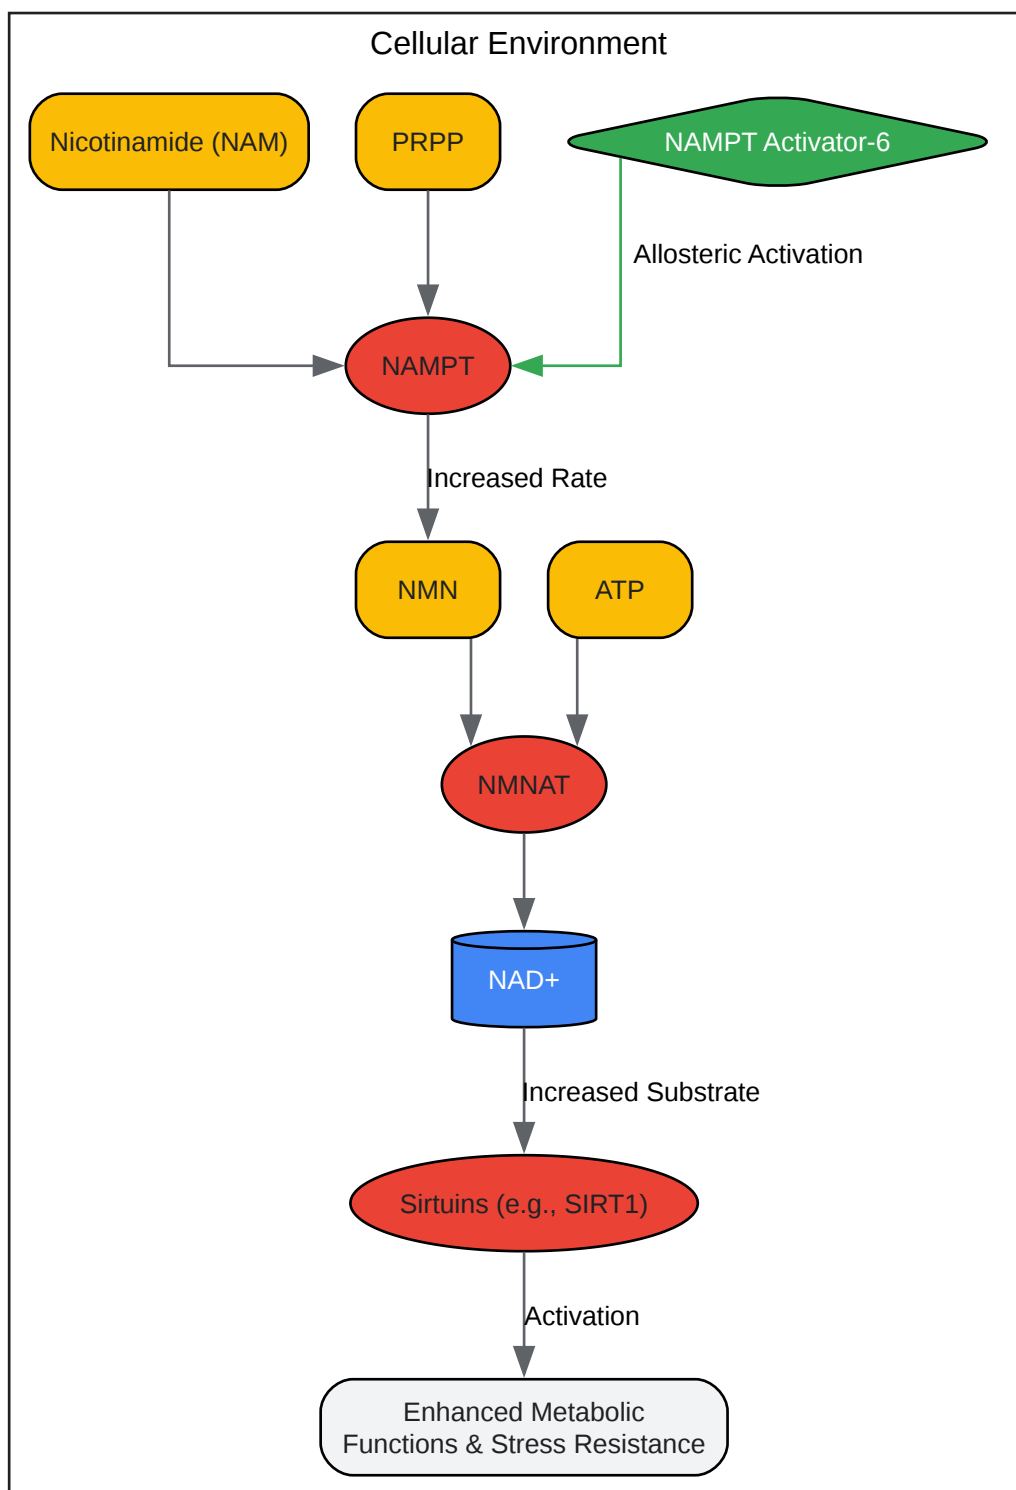 Cellular Environment
Nicotinamide (NAM)
PRPP
NAMPT Activator-6
Allosteric Activation
NAMPT
Increased Rate
NMN
ATP
NMNAT
NAD+
Increased Substrate
Sirtuins (e.g., SIRT1)
Activation
Enhanced Metabolic
Functions & Stress Resistance